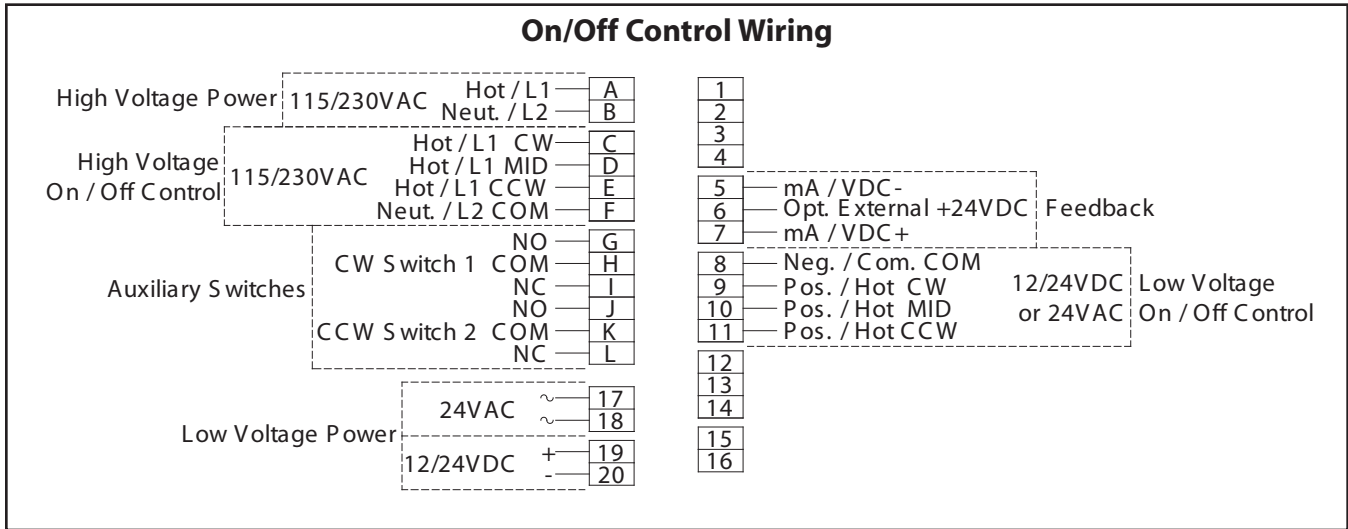 On/Off Control Wiring
High Voltage Power
115/230VAC
Hot / L1
A
Neut. / L2
B
High Voltage
On / Off Control
115/230VAC
Hot / L1 CW
C
Hot / L1 MID
D
Hot / L1 CCW
E
Neut. / L2 COM
F
Auxiliary Switches
NO
G
CW Switch 1 COM
H
NC
I
NO
J
CCW Switch 2 COM
K
NC
L
Low Voltage Power
24VAC
~
17
~
18
12/24VDC
+
19
-
20
1
2
3
4
5
mA / VDC-
6
Opt. External +24VDC
7
mA / VDC+
Feedback
8
Neg. / Com. COM
9
Pos. / Hot CW
10
Pos. / Hot MID
11
Pos. / Hot CCW
12/24VDC
or 24VAC
Low Voltage
On / Off Control
12
13
14
15
16